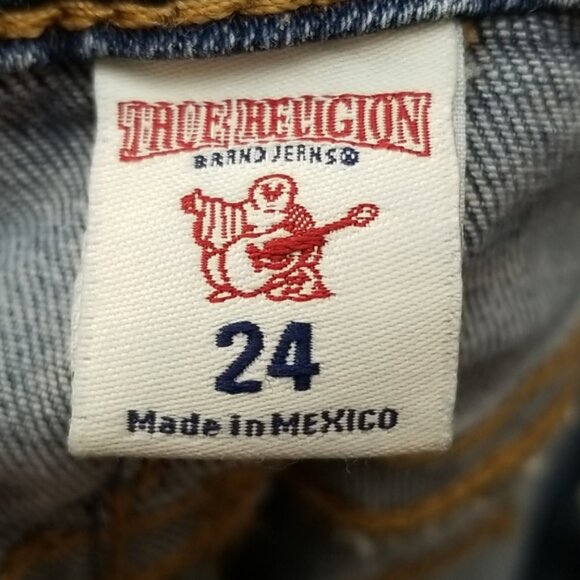 TRUE RELIGION
BRAND JEANS®
24
Made in MEXICO